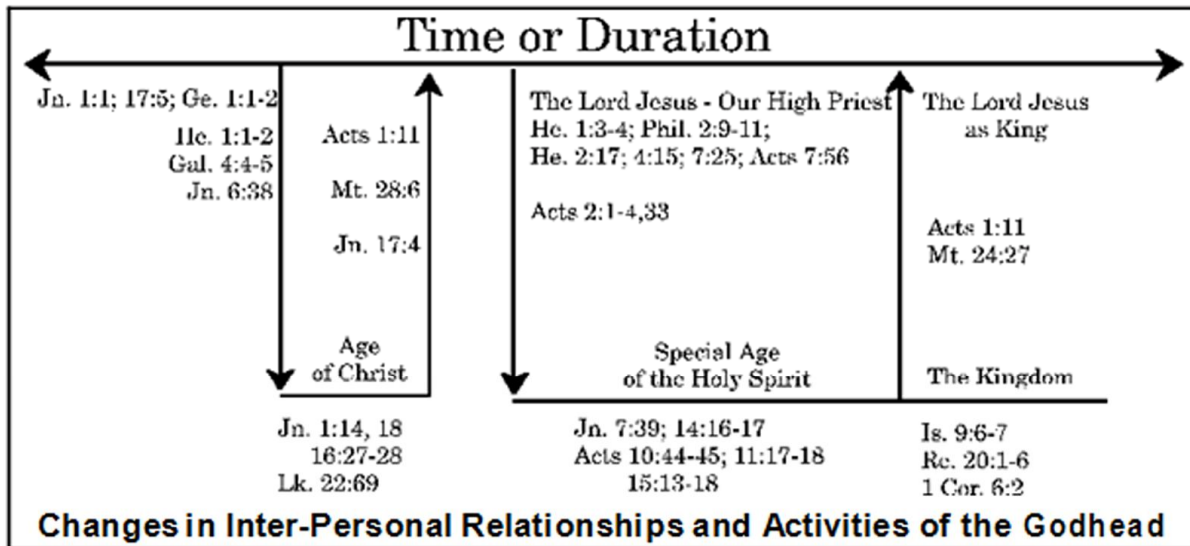 Time or Duration
Jn. 1:1; 17:5; Ge. 1:1-2
He. 1:1-2
Gal. 4:4-5
Jn. 6:38
Acts 1:11
Mt. 28:6
Jn. 17:4
Age
of Christ
Jn. 1:14, 18
16:27-28
Lk. 22:69
The Lord Jesus - Our High Priest
He. 1:3-4; Phil. 2:9-11;
He. 2:17; 4:15; 7:25; Acts 7:56
Acts 2:1-4,33
Special Age
of the Holy Spirit
Jn. 7:39; 14:16-17
Acts 10:44-45; 11:17-18
15:13-18
The Lord Jesus
as King
Acts 1:11
Mt. 24:27
The Kingdom
Is. 9:6-7
Re. 20:1-6
1 Cor. 6:2
Changes in Inter-Personal Relationships and Activities of the Godhead